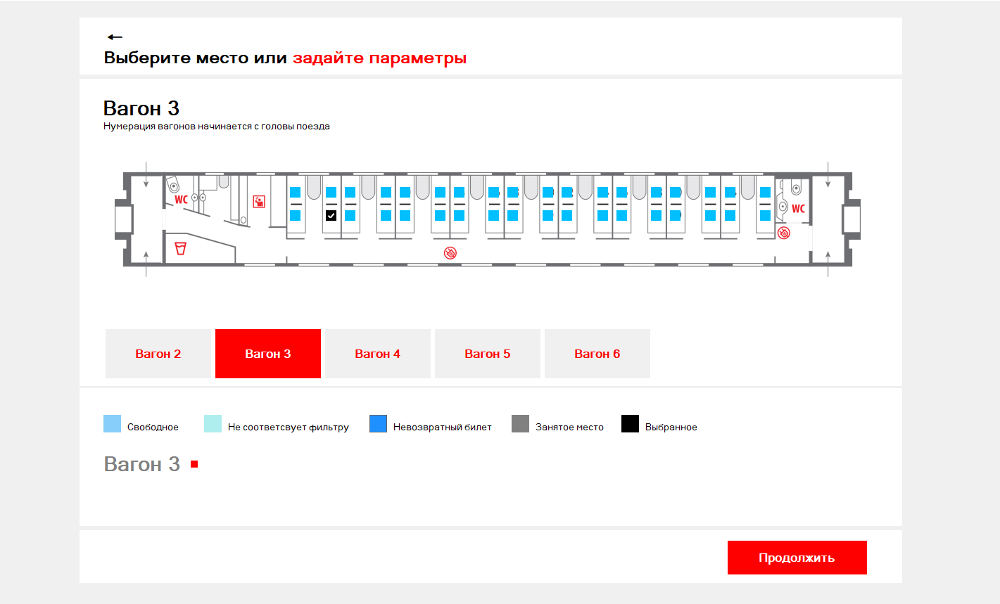 Выберите место или задайте параметры
Вагон 3
Нумерация вагонов начинается с головы поезда
WC
WC
Вагон 2
Вагон 3
Вагон 4
Вагон 5
Вагон 6
Свободное
Не соответсвует фильтру
Невозвратный билет
Занятое место
Выбранное
Вагон 3
Продолжить